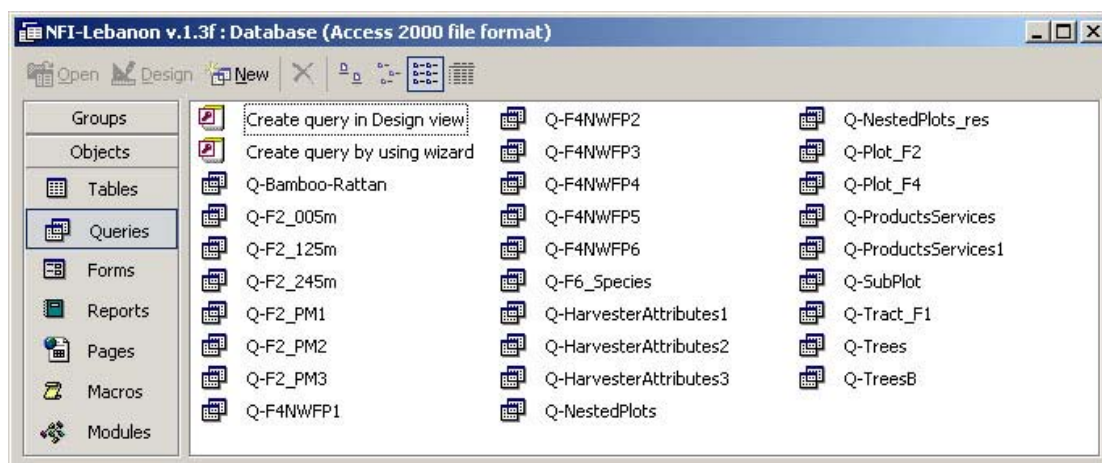 NFI-Lebanon v.1.3f : Database (Access 2000 file format)
Open Design New
Groups
Objects
Tables
Queries
Forms
Reports
Pages
Macros
Modules
Create query in Design view
Create query by using wizard
Q-Bamboo-Rattan
Q-F2_005m
Q-F2_125m
Q-F2_245m
Q-F2_PM1
Q-F2_PM2
Q-F2_PM3
Q-F4NWFP1
Q-F4NWFP2
Q-F4NWFP3
Q-F4NWFP4
Q-F4NWFP5
Q-F4NWFP6
Q-F6_Species
Q-HarvesterAttributes1
Q-HarvesterAttributes2
Q-HarvesterAttributes3
Q-NestedPlots
Q-NestedPlots_res
Q-Plot_F2
Q-Plot_F4
Q-ProductsServices
Q-ProductsServices1
Q-SubPlot
Q-Tract_F1
Q-Trees
Q-TreesB